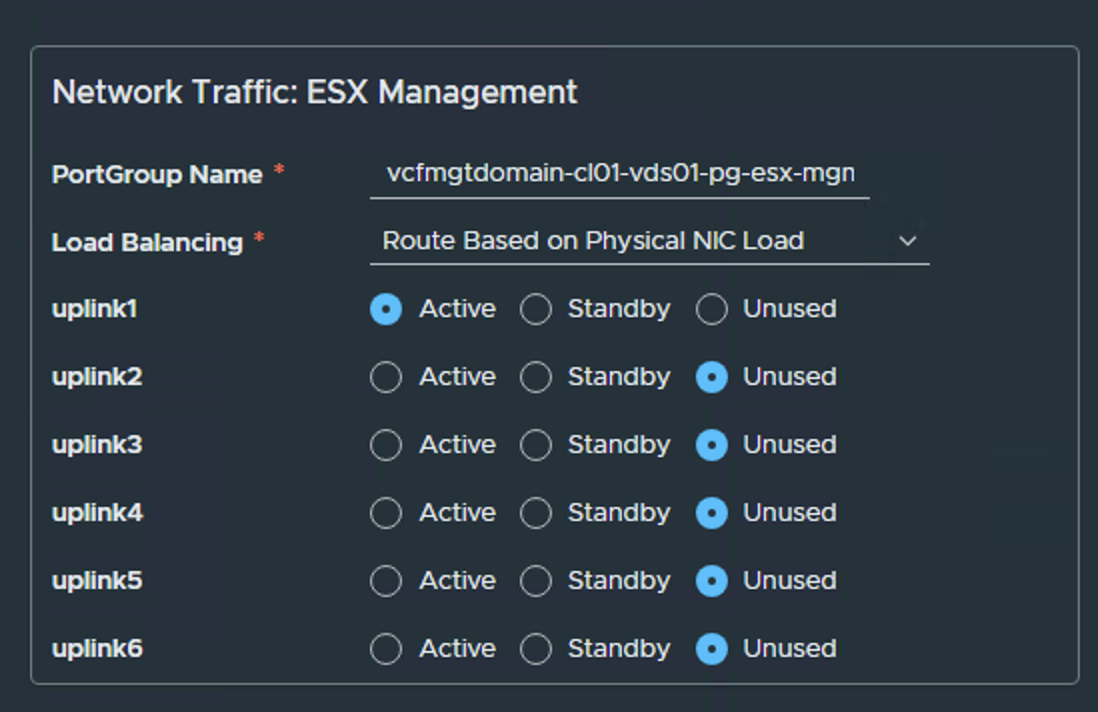 Network Traffic: ESX Management
PortGroup Name * vcfmgtdomain-cl01-vds01-pg-esx-mgm
Load Balancing * Route Based on Physical NIC Load
uplink1 Active Standby Unused
uplink2 Active Standby Unused
uplink3 Active Standby Unused
uplink4 Active Standby Unused
uplink5 Active Standby Unused
uplink6 Active Standby Unused